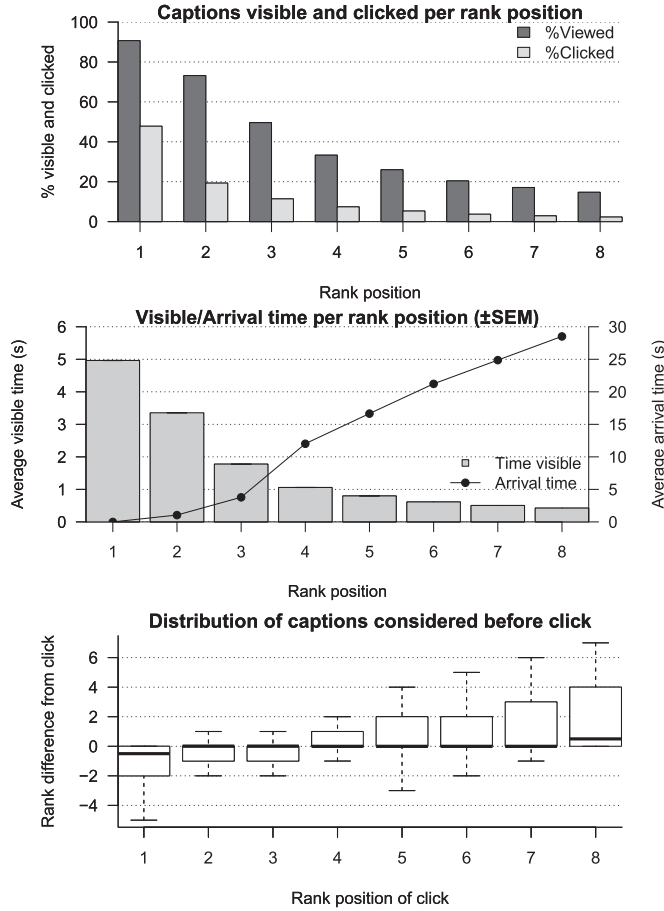 Captions visible and clicked per rank position
% visible and clicked
100
80
60
40
20
0
%Viewed
%Clicked
1 2 3 4 5 6 7 8
Rank position
Visible/Arrival time per rank position (±SEM)
Average visible time (s)
6
5
4
3
2
1
0
30
25
20
15
10
5
0
Average arrival time (s)
Time visible
Arrival time
1 2 3 4 5 6 7 8
Rank position
Distribution of captions considered before click
Rank difference from click
6
4
2
0
−2
−4
1 2 3 4 5 6 7 8
Rank position of click